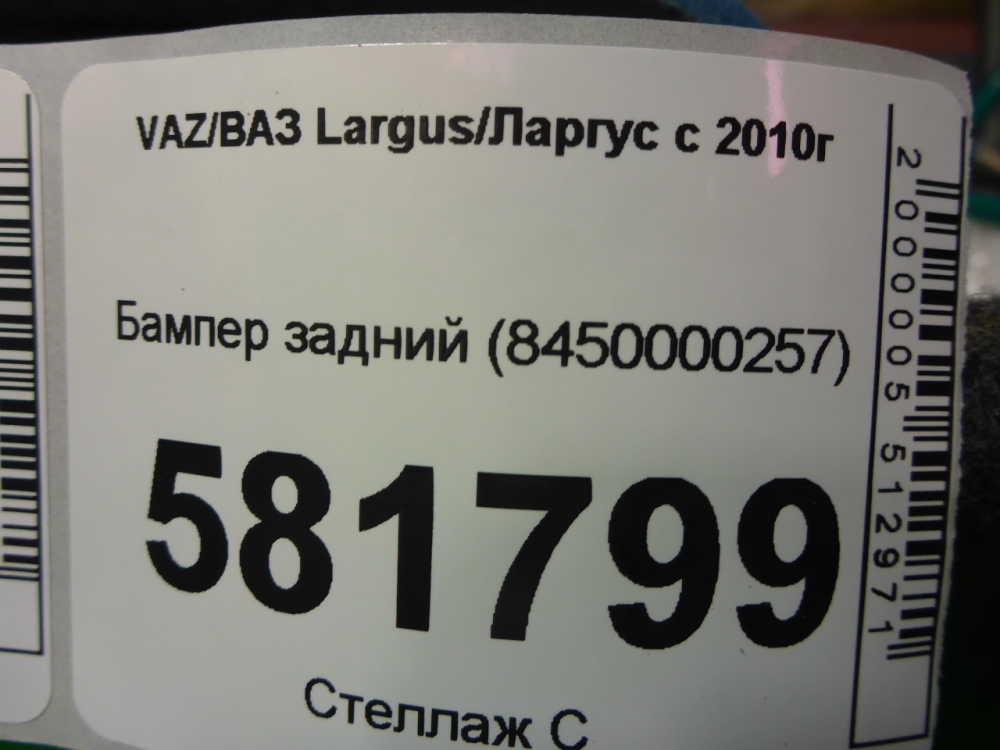 VAZ/ВАЗ Largus/Ларгус с 2010г
Бампер задний (8450000257)
581799
Стеллаж С
2000005512971